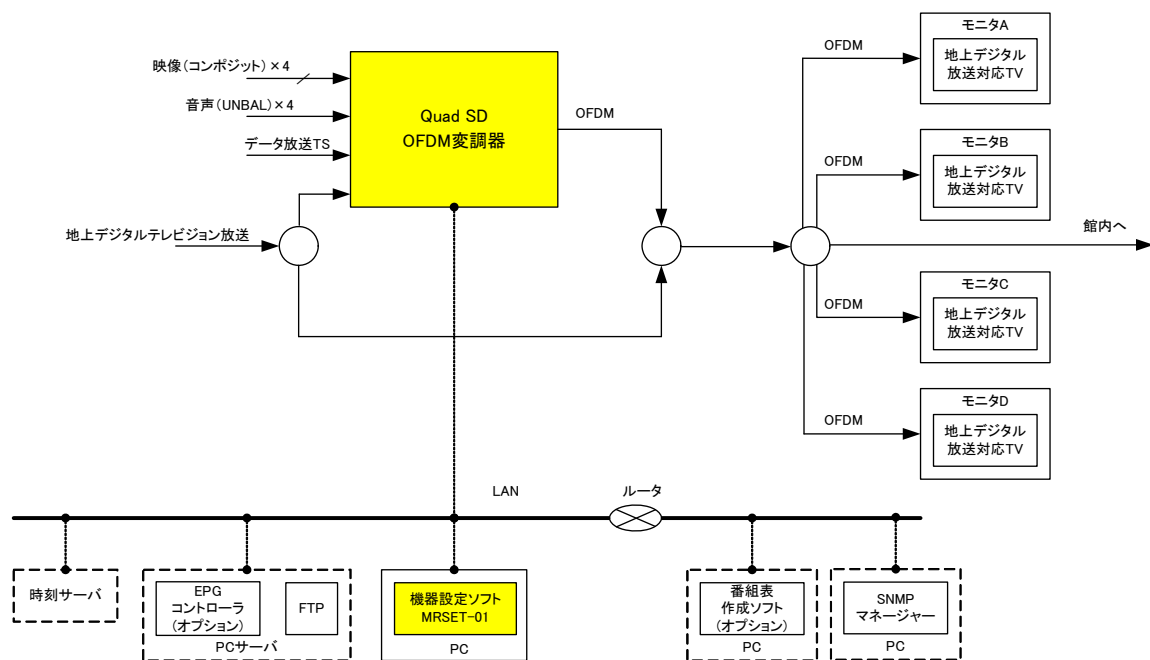 映像(コンポジット)×4
音声(UNBAL)×4
データ放送TS
地上デジタルテレビジョン放送
Quad SD
OFDM変調器
OFDM
OFDM
モニタA
地上デジタル
放送対応TV
OFDM
モニタB
地上デジタル
放送対応TV
館内へ
OFDM
モニタC
地上デジタル
放送対応TV
OFDM
モニタD
地上デジタル
放送対応TV
LAN
ルータ
時刻サーバ
EPG
コントローラ
(オプション)
FTP
PCサーバ
機器設定ソフト
MRSET-01
PC
番組表
作成ソフト
(オプション)
PC
SNMP
マネージャー
PC